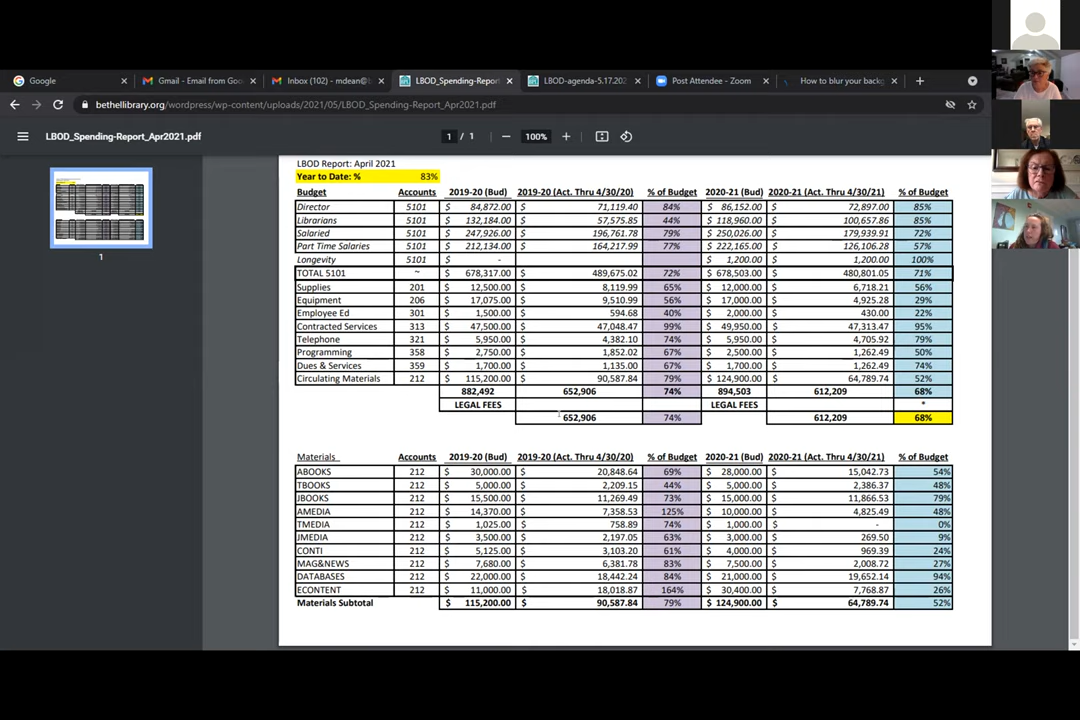 Google
Gmail - Email from Goo
Inbox (102) - mdean@b
LBOD_Spending-Repor
LBOD-agenda-5.17.202
Post Attendee - Zoom
How to blur your back
bethellibrary.org/wordpress/wp-content/uploads/2021/05/LBOD_Spending-Report_Apr2021.pdf
LBOD_Spending-Report_Apr2021.pdf
1 / 1
100%
1
LBOD Report: April 2021
Year to Date: % 83%
Budget Accounts 2019-20 (Bud) 2019-20 (Act. Thru 4/30/20) % of Budget 2020-21 (Bud) 2020-21 (Act. Thru 4/30/21) % of Budget
Director 5101 $ 84,872.00 $ 71,119.40 84% $ 86,152.00 $ 72,897.00 85%
Librarians 5101 $ 132,184.00 $ 57,575.85 44% $ 118,960.00 $ 100,657.86 85%
Salaried 5101 $ 247,926.00 $ 196,761.78 79% $ 250,026.00 $ 179,939.91 72%
Part Time Salaries 5101 $ 212,134.00 $ 164,217.99 77% $ 222,165.00 $ 126,106.28 57%
Longevity 5101 $ - $ 1,200.00 $ 1,200.00 100%
TOTAL 5101 ~ $ 678,317.00 $ 489,675.02 72% $ 678,503.00 $ 480,801.05 71%
Supplies 201 $ 12,500.00 $ 8,119.99 65% $ 12,000.00 $ 6,718.21 56%
Equipment 206 $ 17,075.00 $ 9,510.99 56% $ 17,000.00 $ 4,925.28 29%
Employee Ed 301 $ 1,500.00 $ 594.68 40% $ 2,000.00 $ 430.00 22%
Contracted Services 313 $ 47,500.00 $ 47,048.47 99% $ 49,950.00 $ 47,313.47 95%
Telephone 321 $ 5,950.00 $ 4,382.10 74% $ 5,950.00 $ 4,705.92 79%
Programming 358 $ 2,750.00 $ 1,852.02 67% $ 2,500.00 $ 1,262.49 50%
Dues & Services 359 $ 1,700.00 $ 1,135.00 67% $ 1,700.00 $ 1,262.49 74%
Circulating Materials 212 $ 115,200.00 $ 90,587.84 79% $ 124,900.00 $ 64,789.74 52%
882,492 652,906 74% 894,503 612,209 68%
LEGAL FEES LEGAL FEES *
652,906 74% 612,209 68%
Materials Accounts 2019-20 (Bud) 2019-20 (Act. Thru 4/30/20) % of Budget 2020-21 (Bud) 2020-21 (Act. Thru 4/30/21) % of Budget
ABOOKS 212 $ 30,000.00 $ 20,848.64 69% $ 28,000.00 $ 15,042.73 54%
TBOOKS 212 $ 5,000.00 $ 2,209.15 44% $ 5,000.00 $ 2,386.37 48%
JBOOKS 212 $ 15,500.00 $ 11,269.49 73% $ 15,000.00 $ 11,866.53 79%
AMEDIA 212 $ 14,370.00 $ 7,358.53 125% $ 10,000.00 $ 4,825.49 48%
TMEDIA 212 $ 1,025.00 $ 758.89 74% $ 1,000.00 $ - 0%
JMEDIA 212 $ 3,500.00 $ 2,197.05 63% $ 3,000.00 $ 269.50 9%
CONTI 212 $ 5,125.00 $ 3,103.20 61% $ 4,000.00 $ 969.39 24%
MAG&NEWS 212 $ 7,680.00 $ 6,381.78 83% $ 7,500.00 $ 2,008.72 27%
DATABASES 212 $ 22,000.00 $ 18,442.24 84% $ 21,000.00 $ 19,652.14 94%
ECONTENT 212 $ 11,000.00 $ 18,018.87 164% $ 30,400.00 $ 7,768.87 26%
Materials Subtotal $ 115,200.00 $ 90,587.84 79% $ 124,900.00 $ 64,789.74 52%